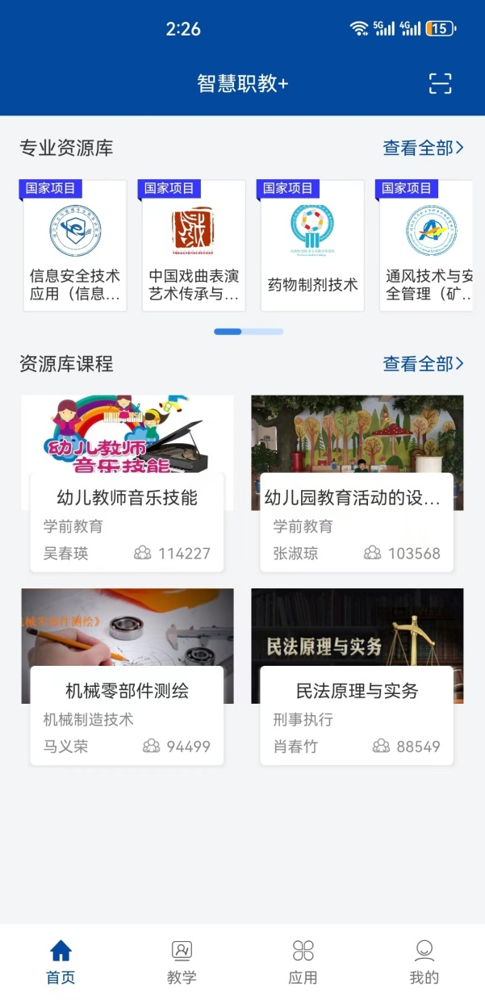 2:26
5G
4G
15
智慧职教+
专业资源库
查看全部
国家项目
国家项目
国家项目
国家项目
信息安全技术
应用（信息...
中国戏曲表演
艺术传承与...
药物制剂技术
通风技术与安
全管理（矿...
资源库课程
查看全部
幼儿教师
音乐技能
幼儿教师音乐技能
学前教育
吴春瑛
114227
幼儿园教育活动的设...
学前教育
张淑琼
103568
机械零部件测绘》
机械零部件测绘
机械制造技术
马义荣
94499
民法原理与实务
民法原理与实务
刑事执行
肖春竹
88549
首页
教学
应用
我的